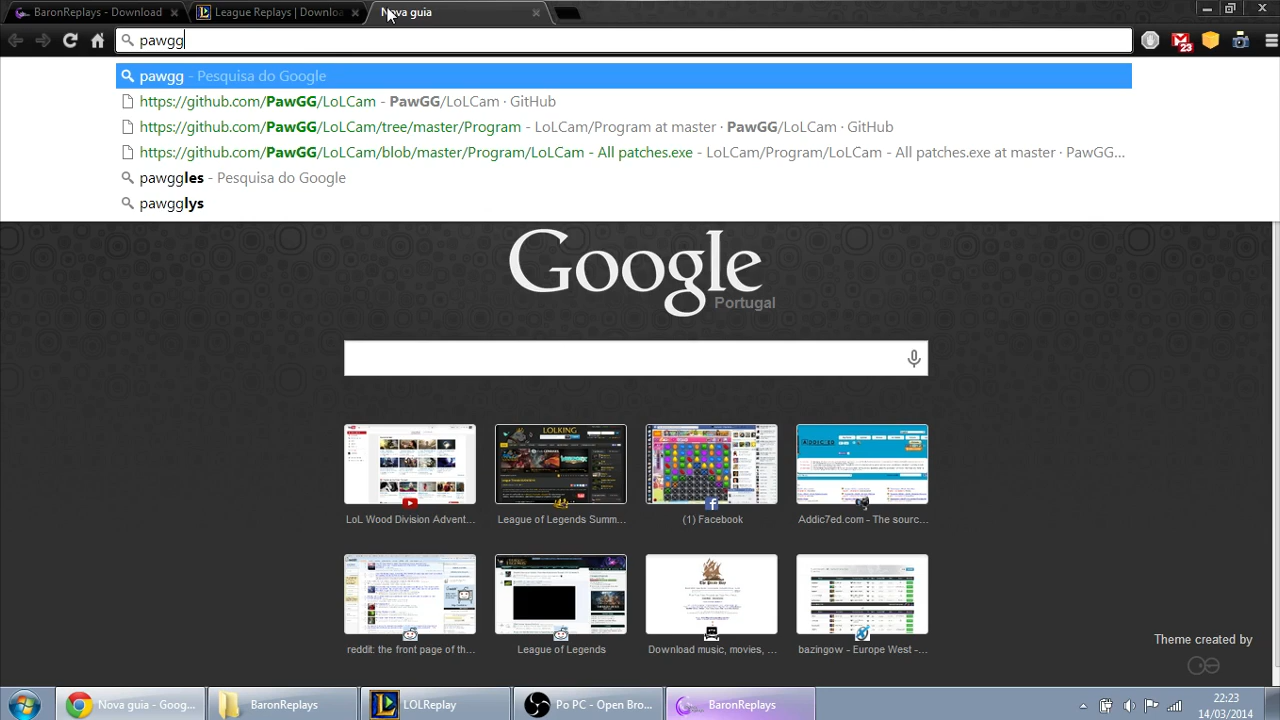 BaronReplays - Download
League Replays | Downloa
Nova guia
pawgg
23
pawgg - Pesquisa do Google
https://github.com/PawGG/LoLCam - PawGG/LoLCam · GitHub
https://github.com/PawGG/LoLCam/tree/master/Program - LoLCam/Program at master · PawGG/LoLCam · GitHub
https://github.com/PawGG/LoLCam/blob/master/Program/LoLCam - All patches.exe - LoLCam/Program/LoLCam - All patches.exe at master · PawGG...
pawggles - Pesquisa do Google
pawgglys
Google
Portugal
LOLKING
LoL Wood Division Advent...
League of Legends Summ...
(1) Facebook
Addic7ed.com - The sourc...
reddit: the front page of th...
League of Legends
Download music, movies, ...
bazingow - Europe West -...
Theme created by
Nova guia - Goog...
BaronReplays
LOLReplay
Po PC - Open Bro...
BaronReplays
22:23
14/03/2014